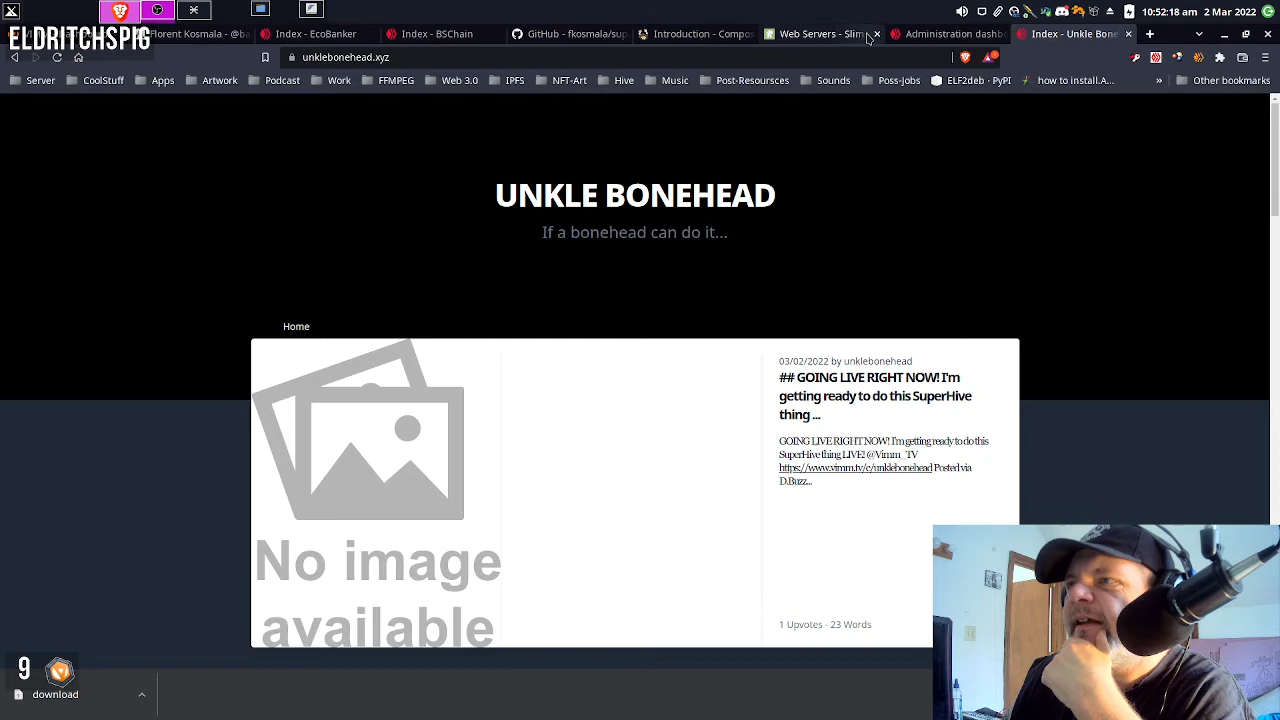 10:52:18 am 2 Mar 2022
ELDRITCHSPIG
Florent Kosmala - @ba
Index - EcoBanker
Index - BSChain
GitHub - fkosmala/sup
Introduction - Compos
Web Servers - Slim
Administration dashbo
Index - Unkle Bone
unklebonehead.xyz
Server
CoolStuff
Apps
Artwork
Podcast
Work
FFMPEG
Web 3.0
IPFS
NFT-Art
Hive
Music
Post-Resoursces
Sounds
Poss-Jobs
ELF2deb · PyPI
how to install.A...
»
Other bookmarks
UNKLE BONEHEAD
If a bonehead can do it...
Home
No image
available
03/02/2022 by unklebonehead
## GOING LIVE RIGHT NOW! I'm
getting ready to do this SuperHive
thing ...
GOING LIVE RIGHT NOW! I'm getting ready to do this
SuperHive thing LIVE! @Vimm_TV
https://www.vimm.tv/c/unklebonehead Posted via
D.Buzz...
1 Upvotes - 23 Words
9
download